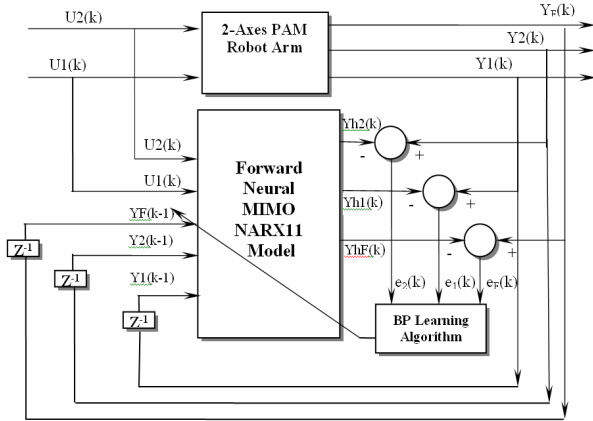 U2(k)
U1(k)
2-Axes PAM
Robot Arm
YF(k)
Y2(k)
Y1(k)
U2(k)
U1(k)
YF(k-1)
Y2(k-1)
Y1(k-1)
Z-1
Z-1
Z-1
Forward
Neural
MIMO
NARX11
Model
Yh2(k)
Yh1(k)
YhF(k)
- +
- +
- +
e2(k) e1(k) eF(k)
BP Learning
Algorithm